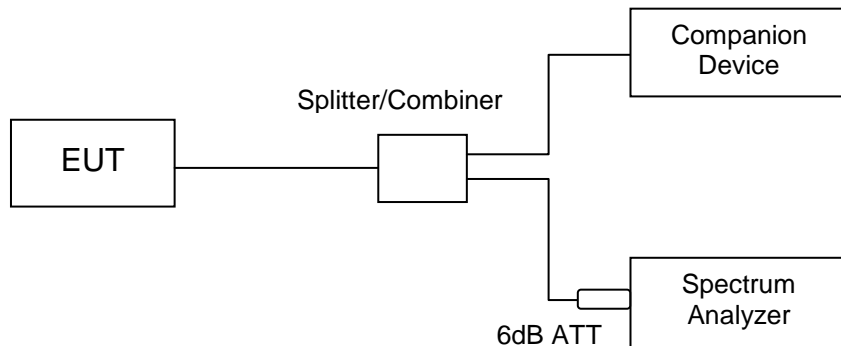 Companion
Device
Splitter/Combiner
EUT
Spectrum
Analyzer
6dB ATT